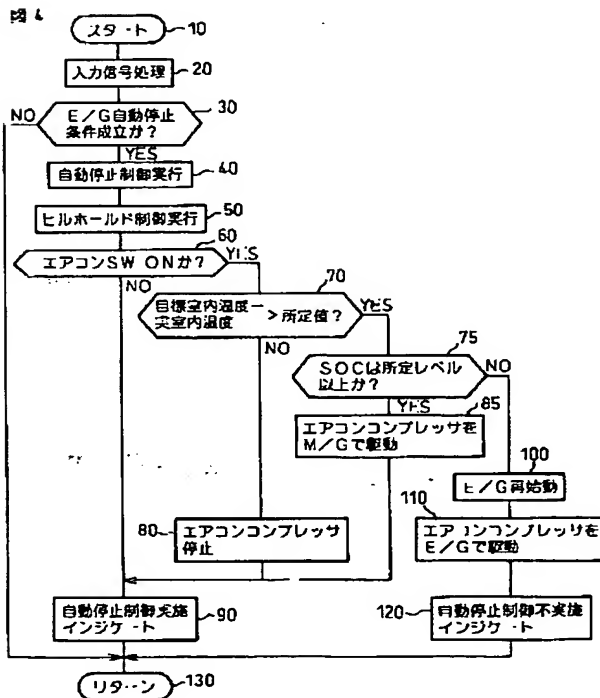 図4
スタート
10
入力信号処理
20
NO
E/G自動停止
条件成立か?
30
YES
自動停止制御実行
40
ヒルホールド制御実行
50
60
エアコンSW ONか?
YES
NO
70
目標室内温度-
実室内温度
>所定値?
YES
NO
75
SOCは所定レベル
以上か?
NO
YES
85
エアコンコンプレッサを
M/Gで駆動
100
E/G再始動
110
80
エアコンコンプレッサ
停止
エアコンコンプレッサを
E/Gで駆動
自動停止制御実施
インジケート
90
120
自動停止制御不実施
インジケート
リターン
130